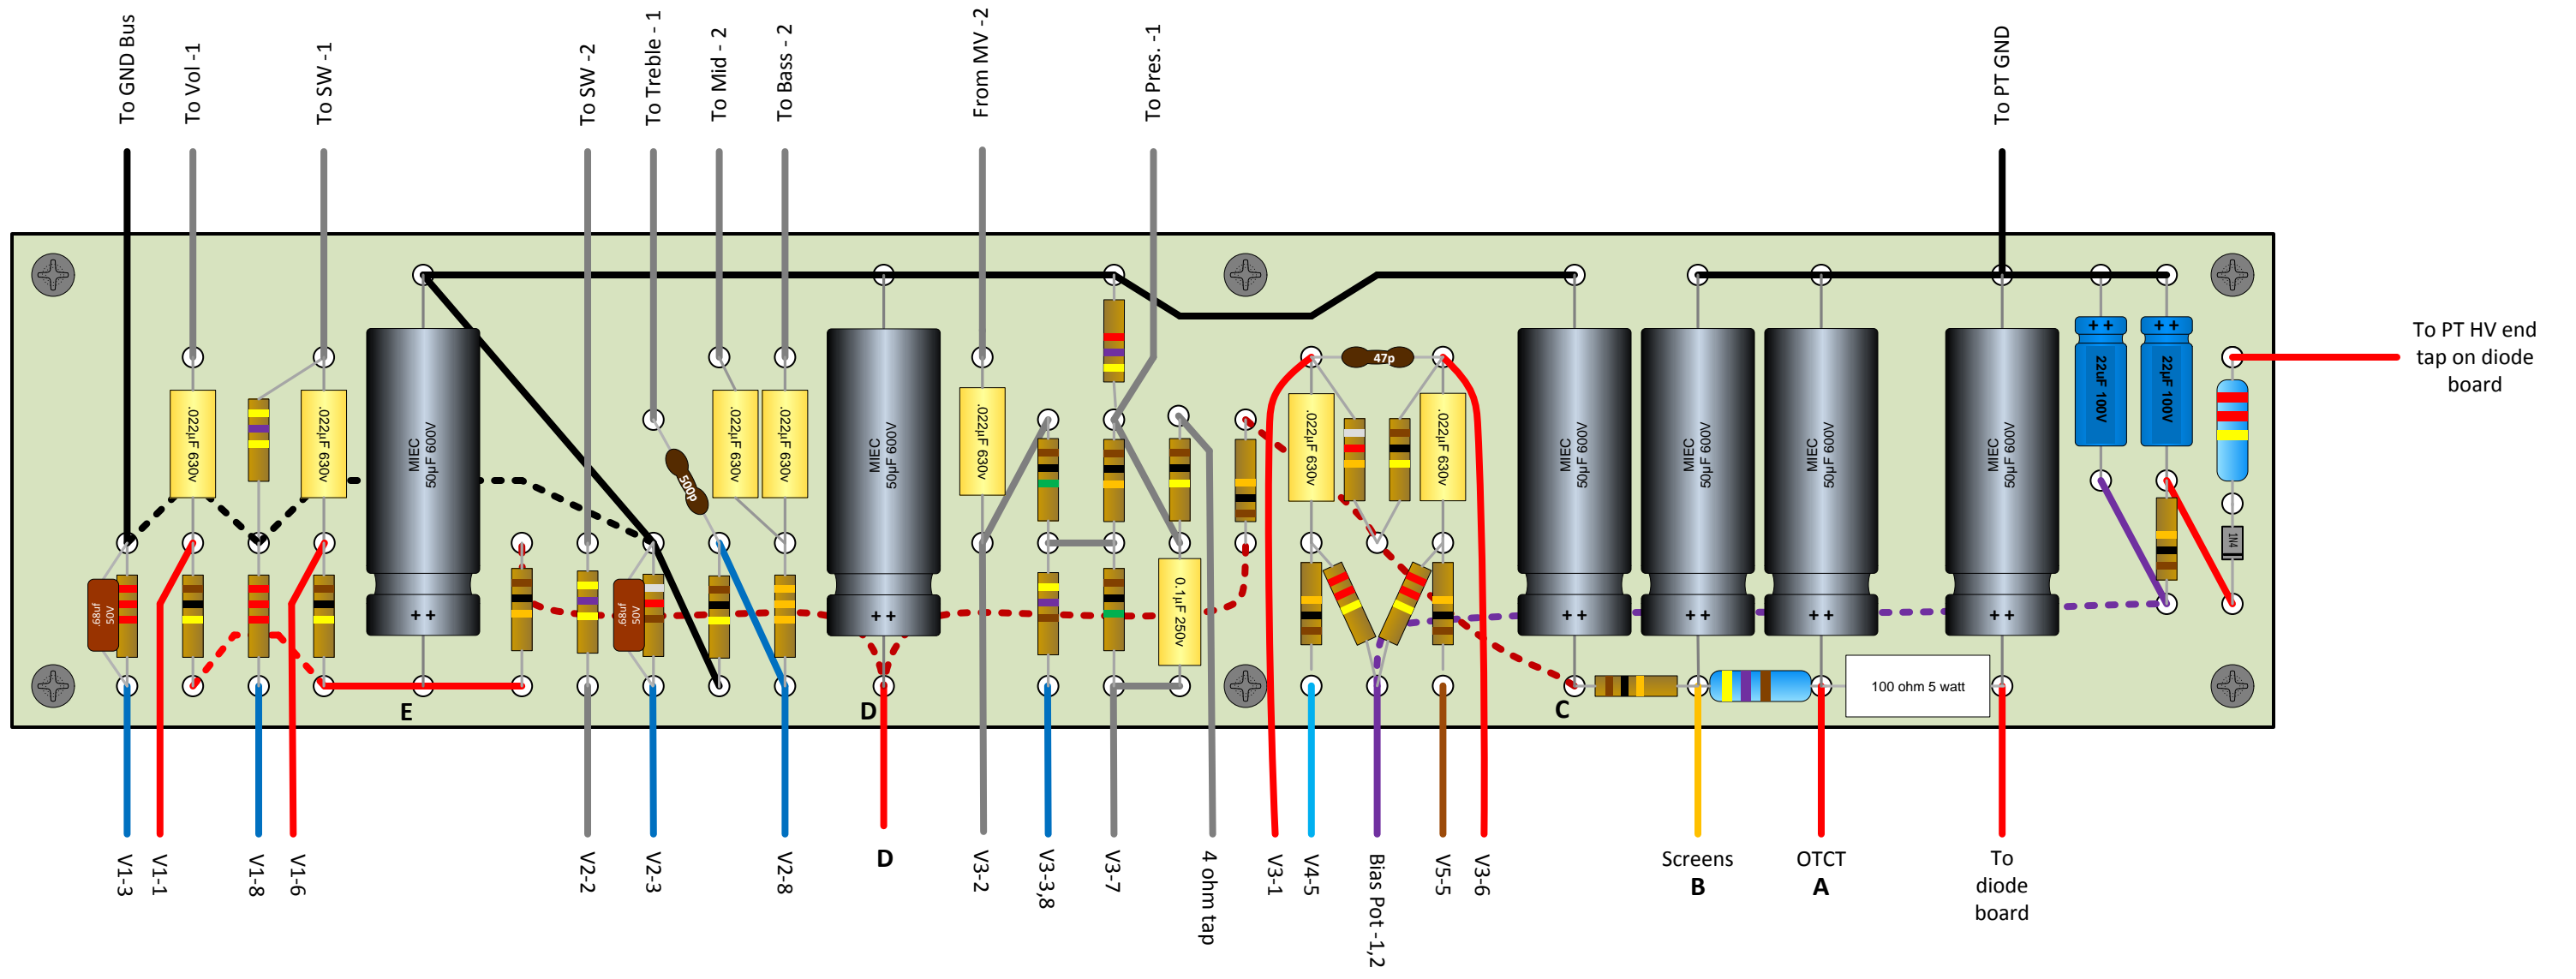 To GND Bus
To Vol -1
To SW -1
To SW -2
To Treble - 1
To Mid - 2
To Bass - 2
From MV -2
To Pres. -1
To PT GND
To PT HV end
tap on diode
board
.022µF 630v
.022µF 630v
MIEC
50µF 600V
++
500p
.022µF 630v
.022µF 630v
MIEC
50µF 600V
++
.022µF 630v
0.1µF 250v
47p
.022µF 630v
.022µF 630v
MIEC
50µF 600V
++
MIEC
50µF 600V
++
MIEC
50µF 600V
++
MIEC
50µF 600V
++
++
22uF 100V
++
22µF 100V
1N4
.68uf
50V
.68uf
50V
100 ohm 5 watt
E
D
C
V1-3
V1-1
V1-8
V1-6
V2-2
V2-3
V2-8
D
V3-2
V3-3,8
V3-7
4 ohm tap
V3-1
V4-5
Bias Pot -1,2
V5-5
V3-6
Screens
B
OTCT
A
To
diode
board